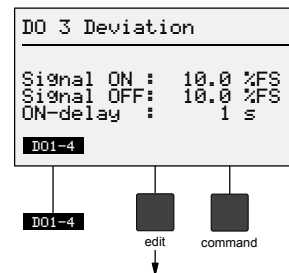 DO 3 Deviation
Signal ON : 10.0 %FS
Signal OFF: 10.0 %FS
ON-delay : 1 s
DO1-4
DO1-4
edit command